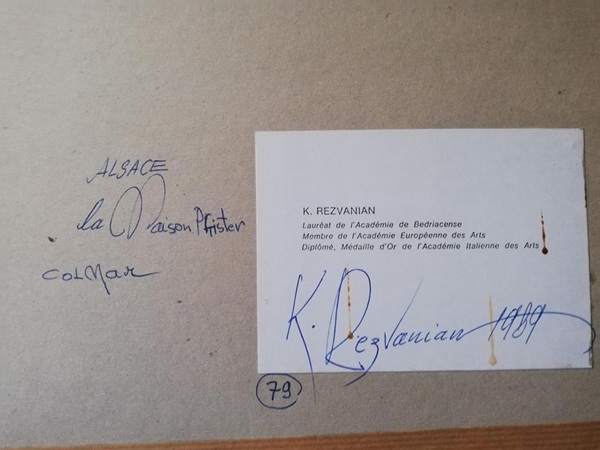 ALSACE
la Maison Pfister
COLMar
K. REZVANIAN
Lauréat de l'Académie de Bedriacense
Membre de l'Académie Européenne des Arts
Diplômé, Médaille d'Or de l'Académie Italienne des Arts
K. Rezvanian 1989
79